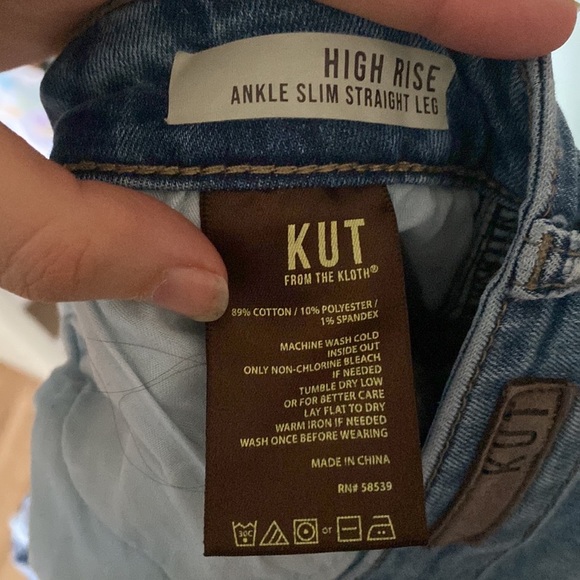 HIGH RISE
ANKLE SLIM STRAIGHT LEG
KUT
FROM THE KLOTH®
89% COTTON / 10% POLYESTER /
1% SPANDEX
MACHINE WASH COLD
INSIDE OUT
ONLY NON-CHLORINE BLEACH
IF NEEDED
TUMBLE DRY LOW
OR FOR BETTER CARE
LAY FLAT TO DRY
WARM IRON IF NEEDED
WASH ONCE BEFORE WEARING
MADE IN CHINA
RN# 58539
30C or
KUT